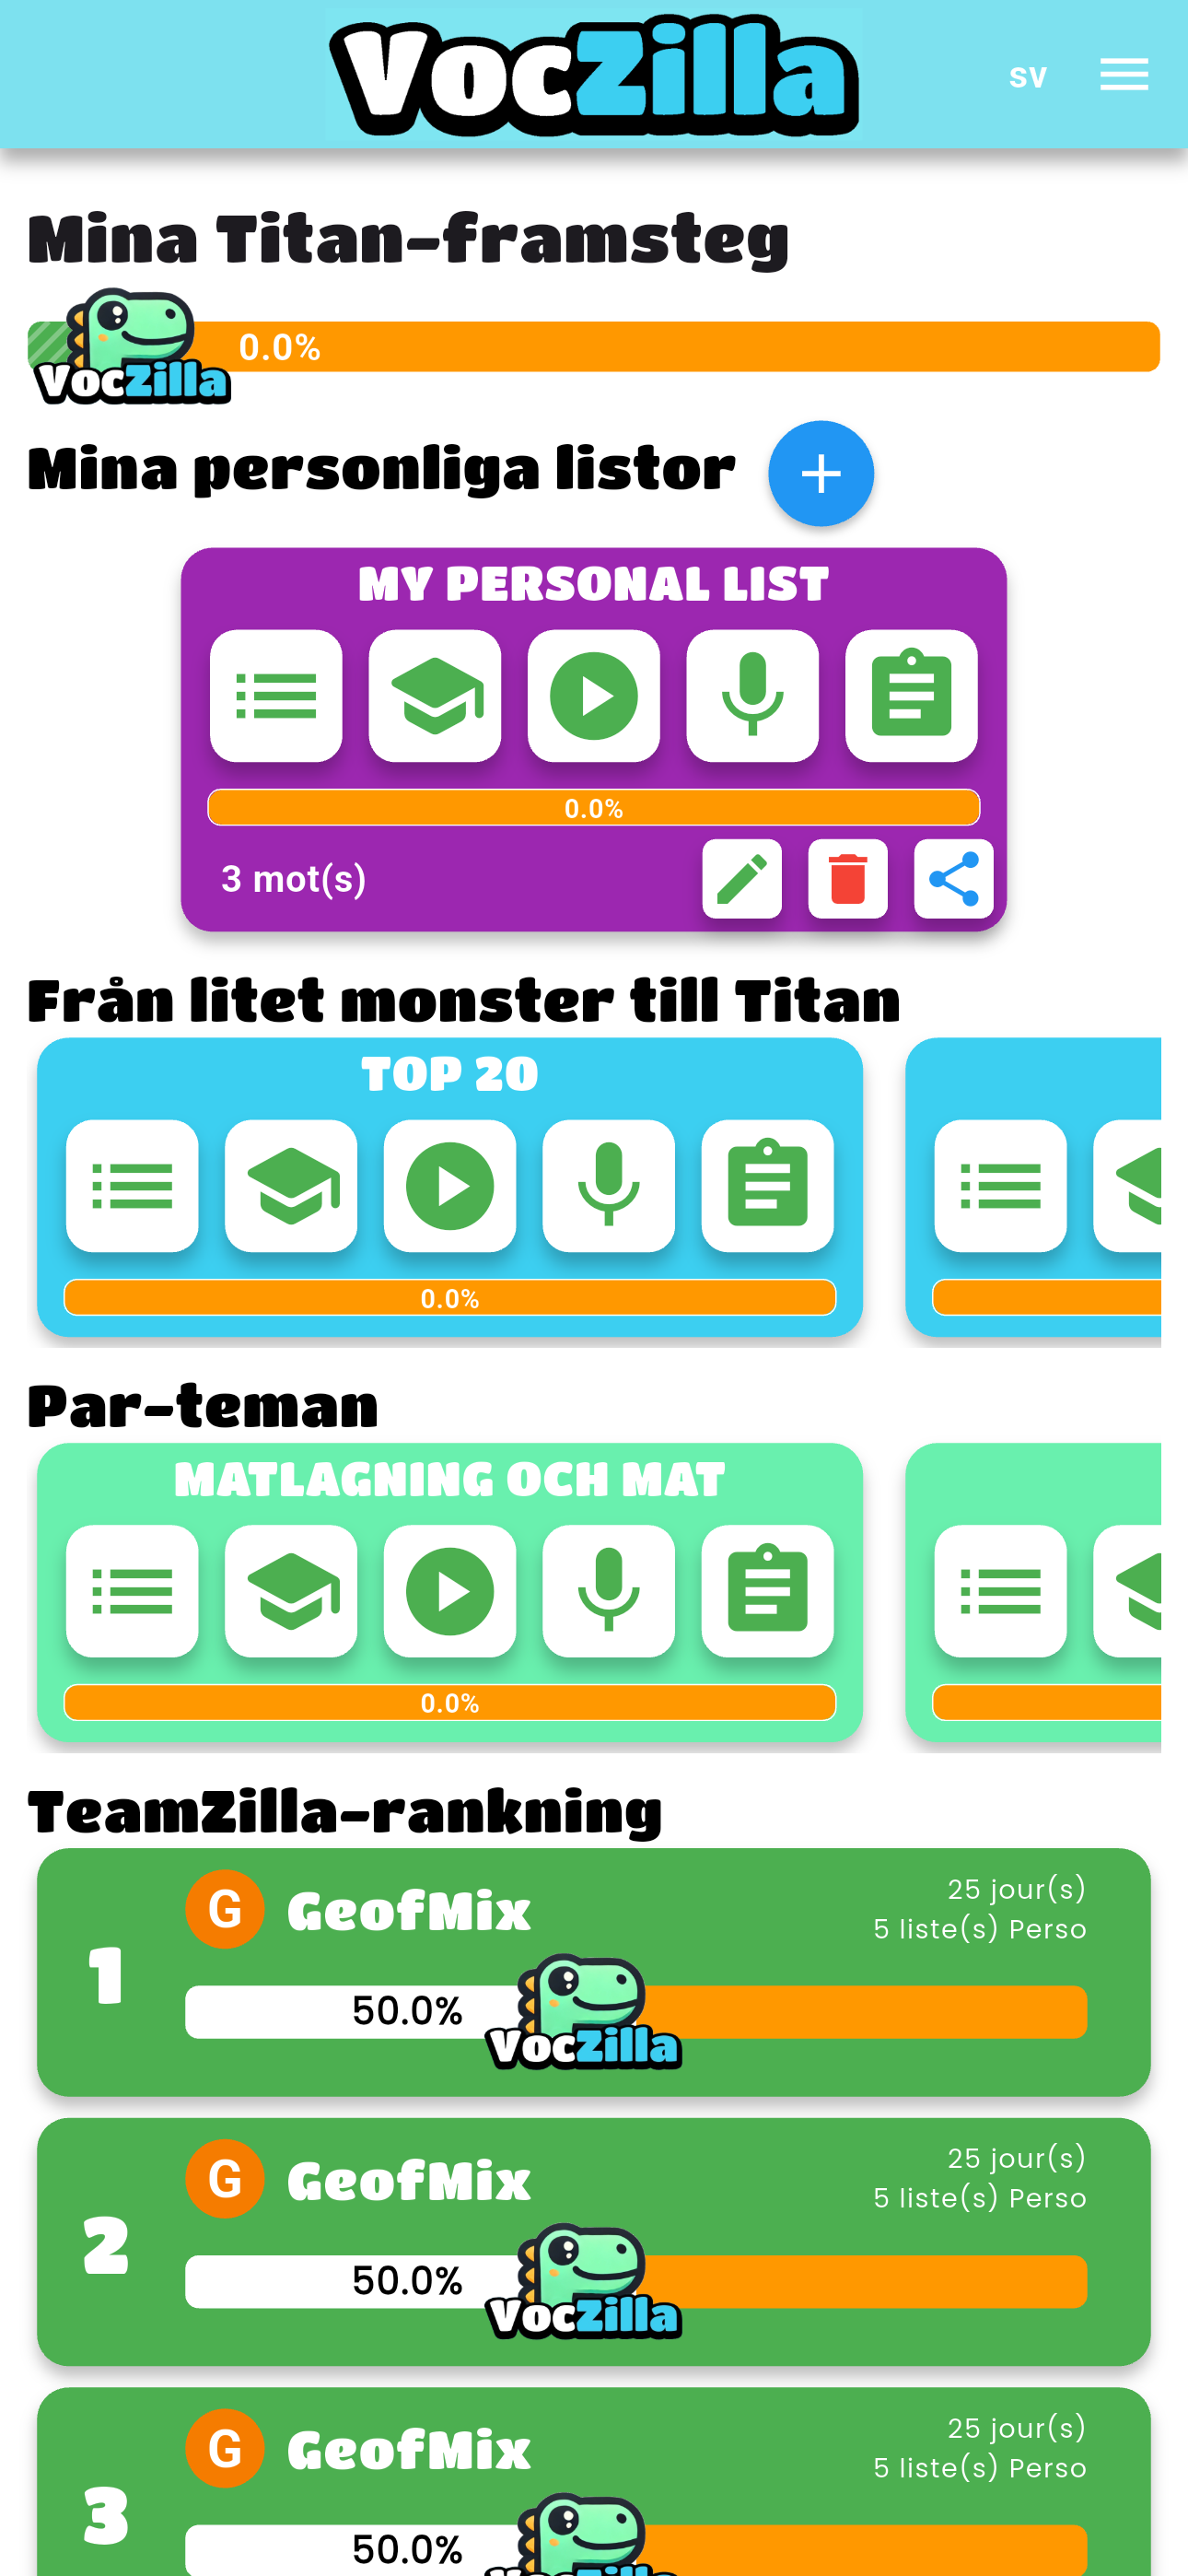 VocZilla
sv
Mina Titan-framsteg
0.0%
VocZilla
Mina personliga listor
MY PERSONAL LIST
0.0%
3 mot(s)
Från litet monster till Titan
TOP 20
0.0%
Par-teman
MATLAGNING OCH MAT
0.0%
TeamZilla-rankning
1
G GeofMix
25 jour(s)
5 liste(s) Perso
50.0%
VocZilla
2
G GeofMix
25 jour(s)
5 liste(s) Perso
50.0%
VocZilla
3
G GeofMix
25 jour(s)
5 liste(s) Perso
50.0%